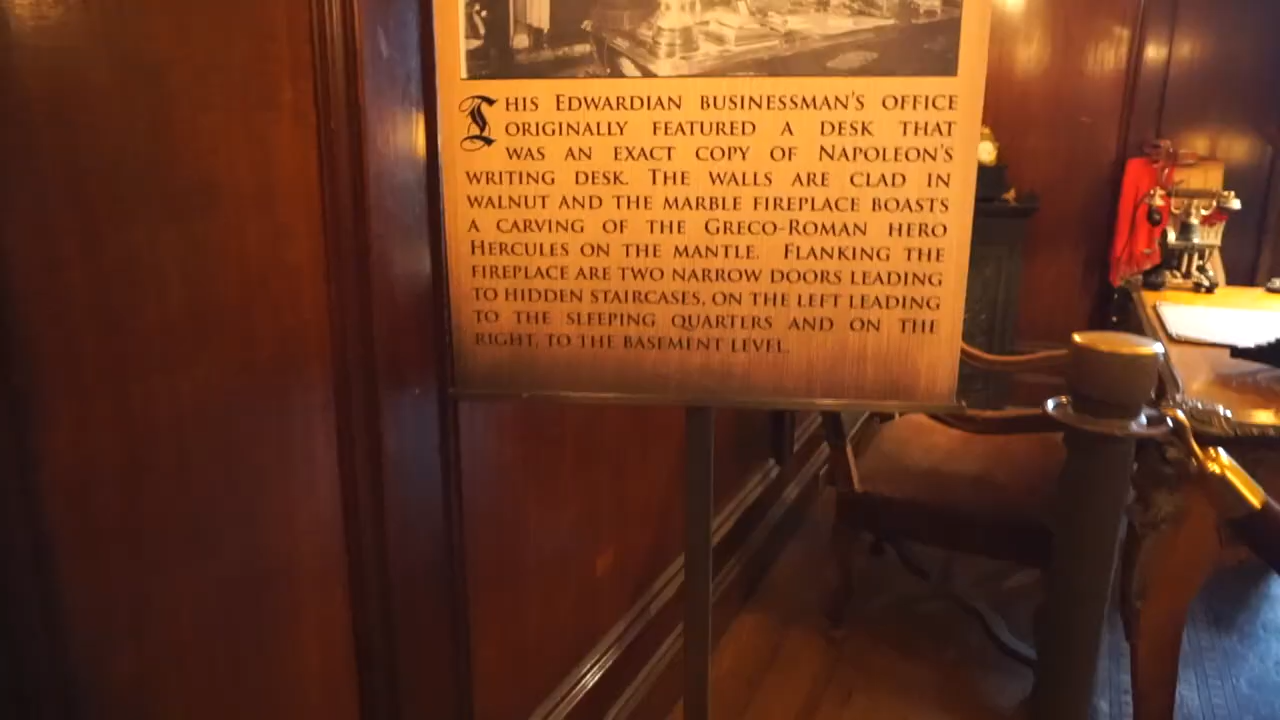 THIS EDWARDIAN BUSINESSMAN'S OFFICE
ORIGINALLY FEATURED A DESK THAT
WAS AN EXACT COPY OF NAPOLEON'S
WRITING DESK. THE WALLS ARE CLAD IN
WALNUT AND THE MARBLE FIREPLACE BOASTS
A CARVING OF THE GRECO-ROMAN HERO
HERCULES ON THE MANTLE. FLANKING THE
FIREPLACE ARE TWO NARROW DOORS LEADING
TO HIDDEN STAIRCASES, ON THE LEFT LEADING
TO THE SLEEPING QUARTERS AND ON THE
RIGHT, TO THE BASEMENT LEVEL.